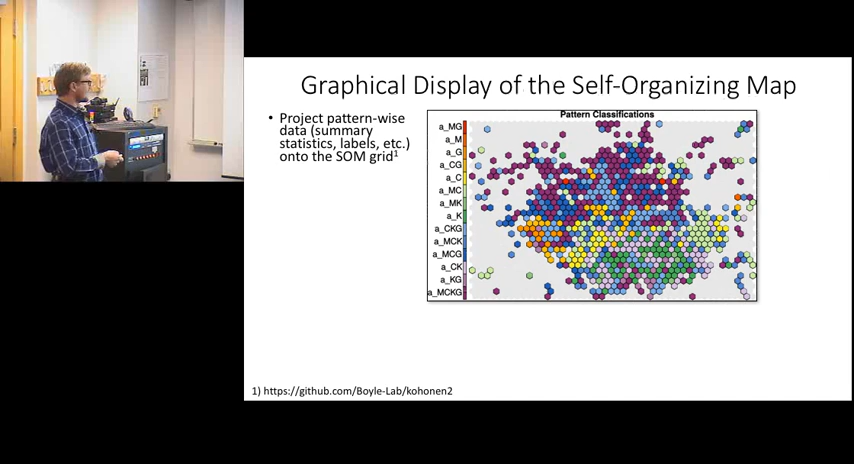 Graphical Display of the Self-Organizing Map
• Project pattern-wise
data (summary
statistics, labels, etc.)
onto the SOM grid¹
Pattern Classifications
a_MG
a_M
a_G
a_CG
a_C
a_MC
a_MK
a_K
a_CKG
a_MCK
a_MCG
a_CK
a_KG
a_MCKG
1) https://github.com/Boyle-Lab/kohonen2